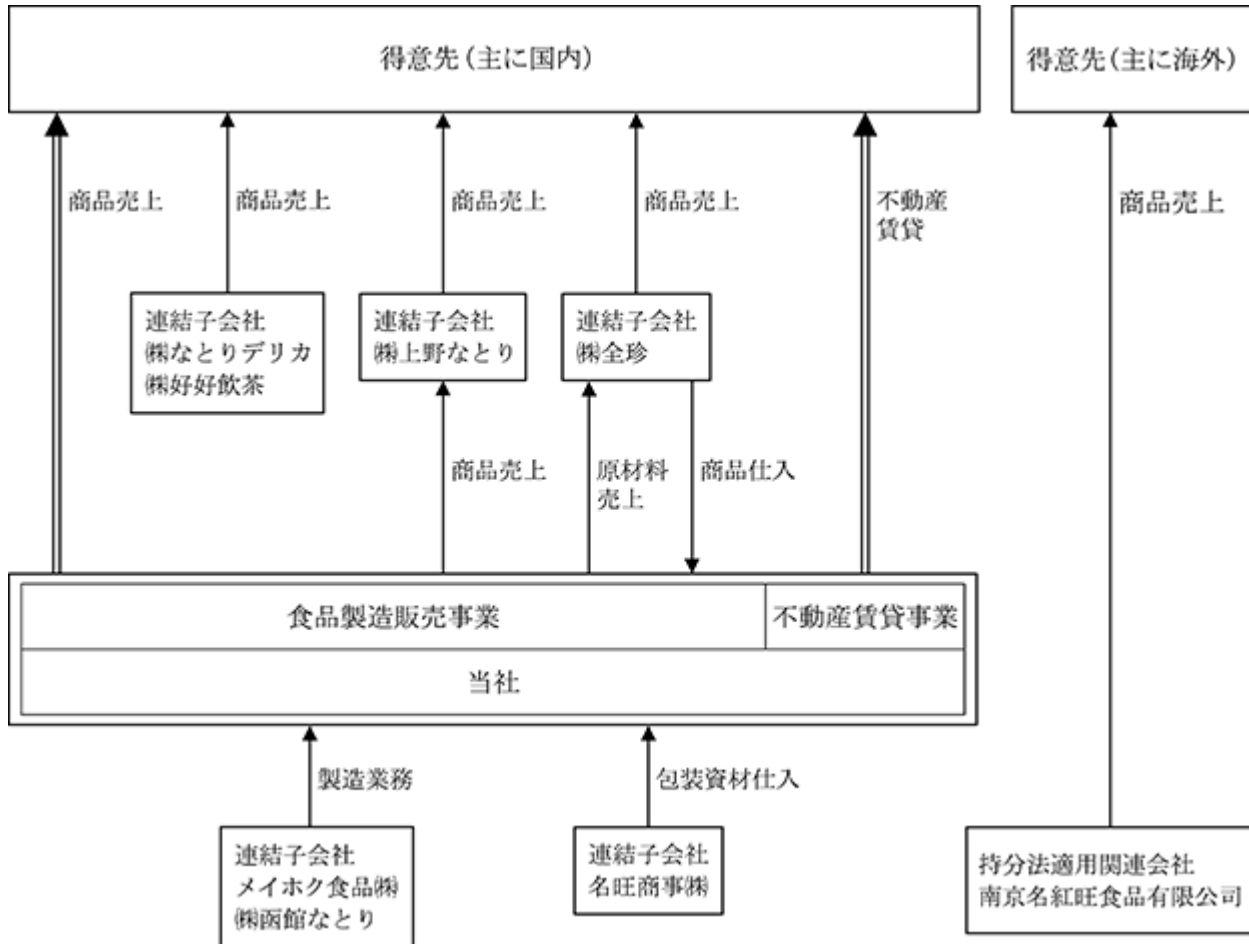 得意先(主に国内)
得意先(主に海外)
商品売上
商品売上
商品売上
商品売上
不動産
賃貸
商品売上
連結子会社
㈱なとりデリカ
㈱好好飲茶
連結子会社
㈱上野なとり
連結子会社
㈱全珍
商品売上
原材料
売上
商品仕入
食品製造販売事業
不動産賃貸事業
当社
製造業務
包装資材仕入
連結子会社
メイホク食品㈱
㈱函館なとり
連結子会社
名旺商事㈱
持分法適用関連会社
南京名紅旺食品有限公司